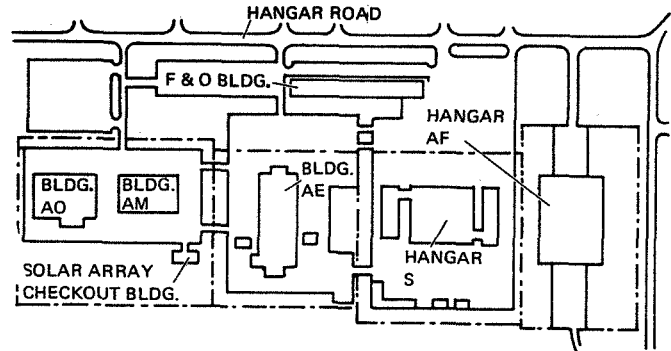 HANGAR ROAD
F & O BLDG.
HANGAR
AF
BLDG.
AE
BLDG.
AO
BLDG.
AM
HANGAR
S
SOLAR ARRAY
CHECKOUT BLDG.